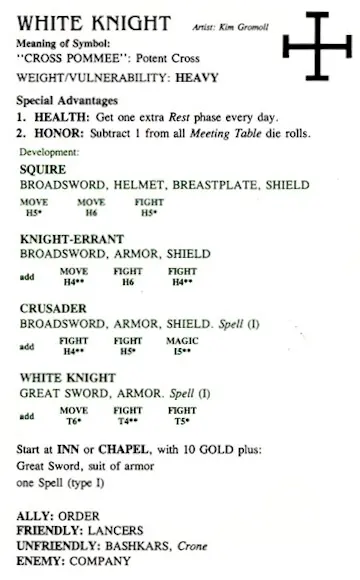 WHITE KNIGHT Artist: Kim Gromoll
Meaning of Symbol:
"CROSS POMMEE": Potent Cross
WEIGHT/VULNERABILITY: HEAVY
Special Advantages
1. HEALTH: Get one extra Rest phase every day.
2. HONOR: Subtract 1 from all Meeting Table die rolls.
Development:
SQUIRE
BROADSWORD, HELMET, BREASTPLATE, SHIELD
MOVE MOVE FIGHT
H5* H6 H5*
KNIGHT-ERRANT
BROADSWORD, ARMOR, SHIELD
add MOVE FIGHT FIGHT
H4** H6 H4**
CRUSADER
BROADSWORD, ARMOR, SHIELD. Spell (I)
add FIGHT FIGHT MAGIC
H4** H5* I5**
WHITE KNIGHT
GREAT SWORD, ARMOR. Spell (I)
add MOVE FIGHT FIGHT
T6* T4** T5*
Start at INN or CHAPEL, with 10 GOLD plus:
Great Sword, suit of armor
one Spell (type I)
ALLY: ORDER
FRIENDLY: LANCERS
UNFRIENDLY: BASHKARS, Crone
ENEMY: COMPANY